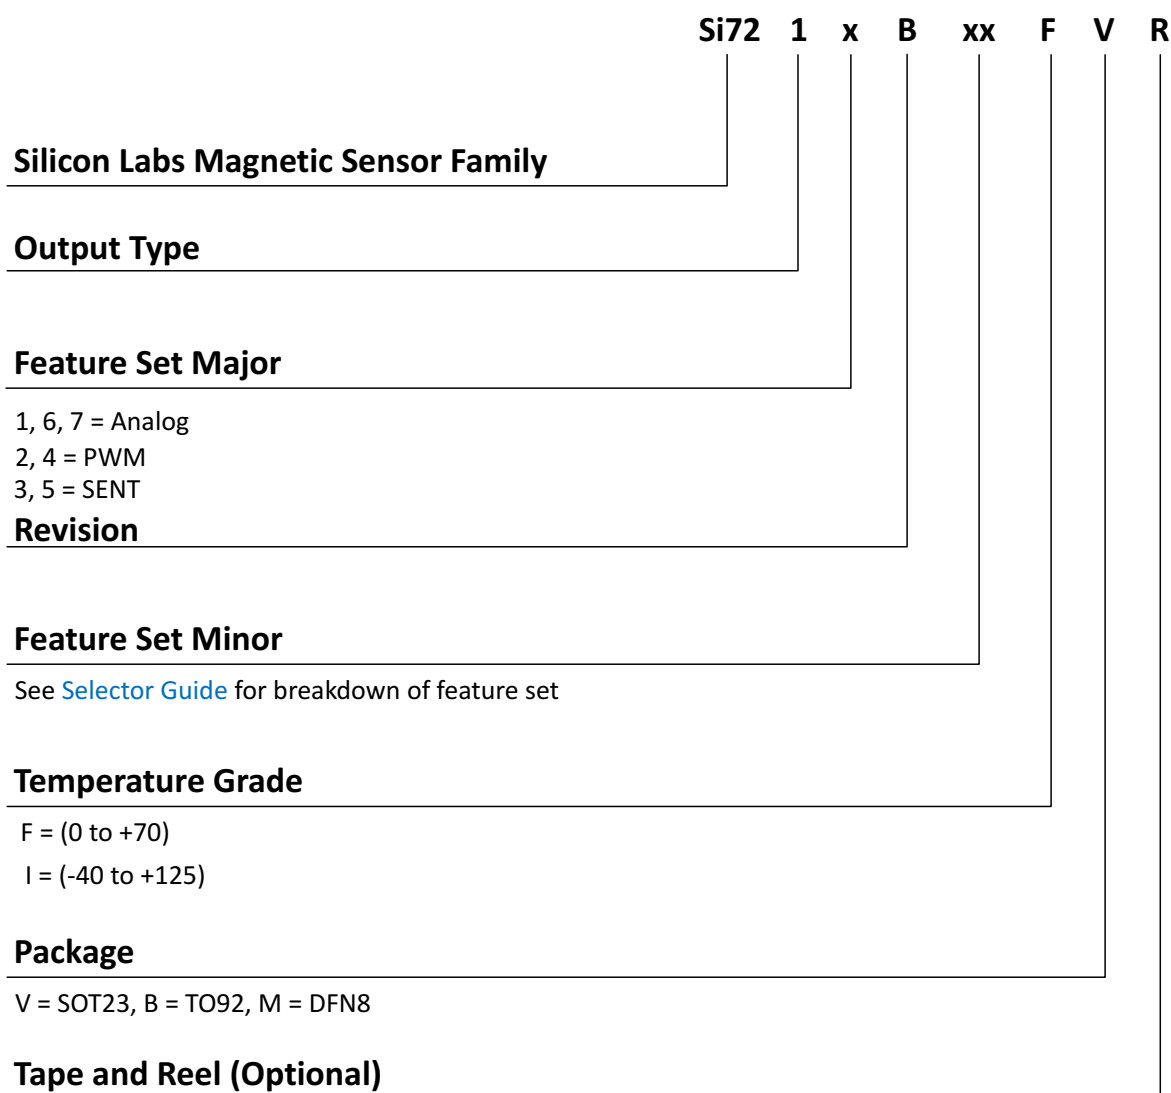 Si72 1 x B xx F V R
Silicon Labs Magnetic Sensor Family
Output Type
Feature Set Major
1, 6, 7 = Analog
2, 4 = PWM
3, 5 = SENT
Revision
Feature Set Minor
See Selector Guide for breakdown of feature set
Temperature Grade
F = (0 to +70)
I = (-40 to +125)
Package
V = SOT23, B = TO92, M = DFN8
Tape and Reel (Optional)